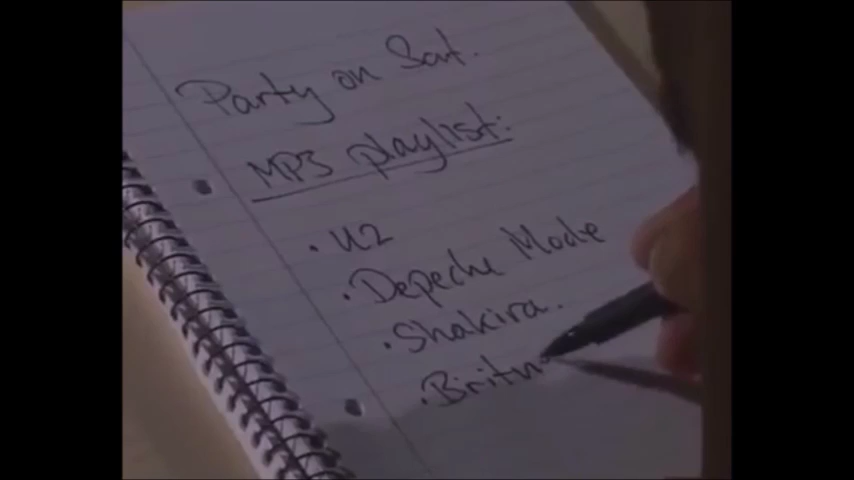 Party on Sat.
MP3 playlist:
· U2
· Depeche Mode
· Shakira.
· Britn